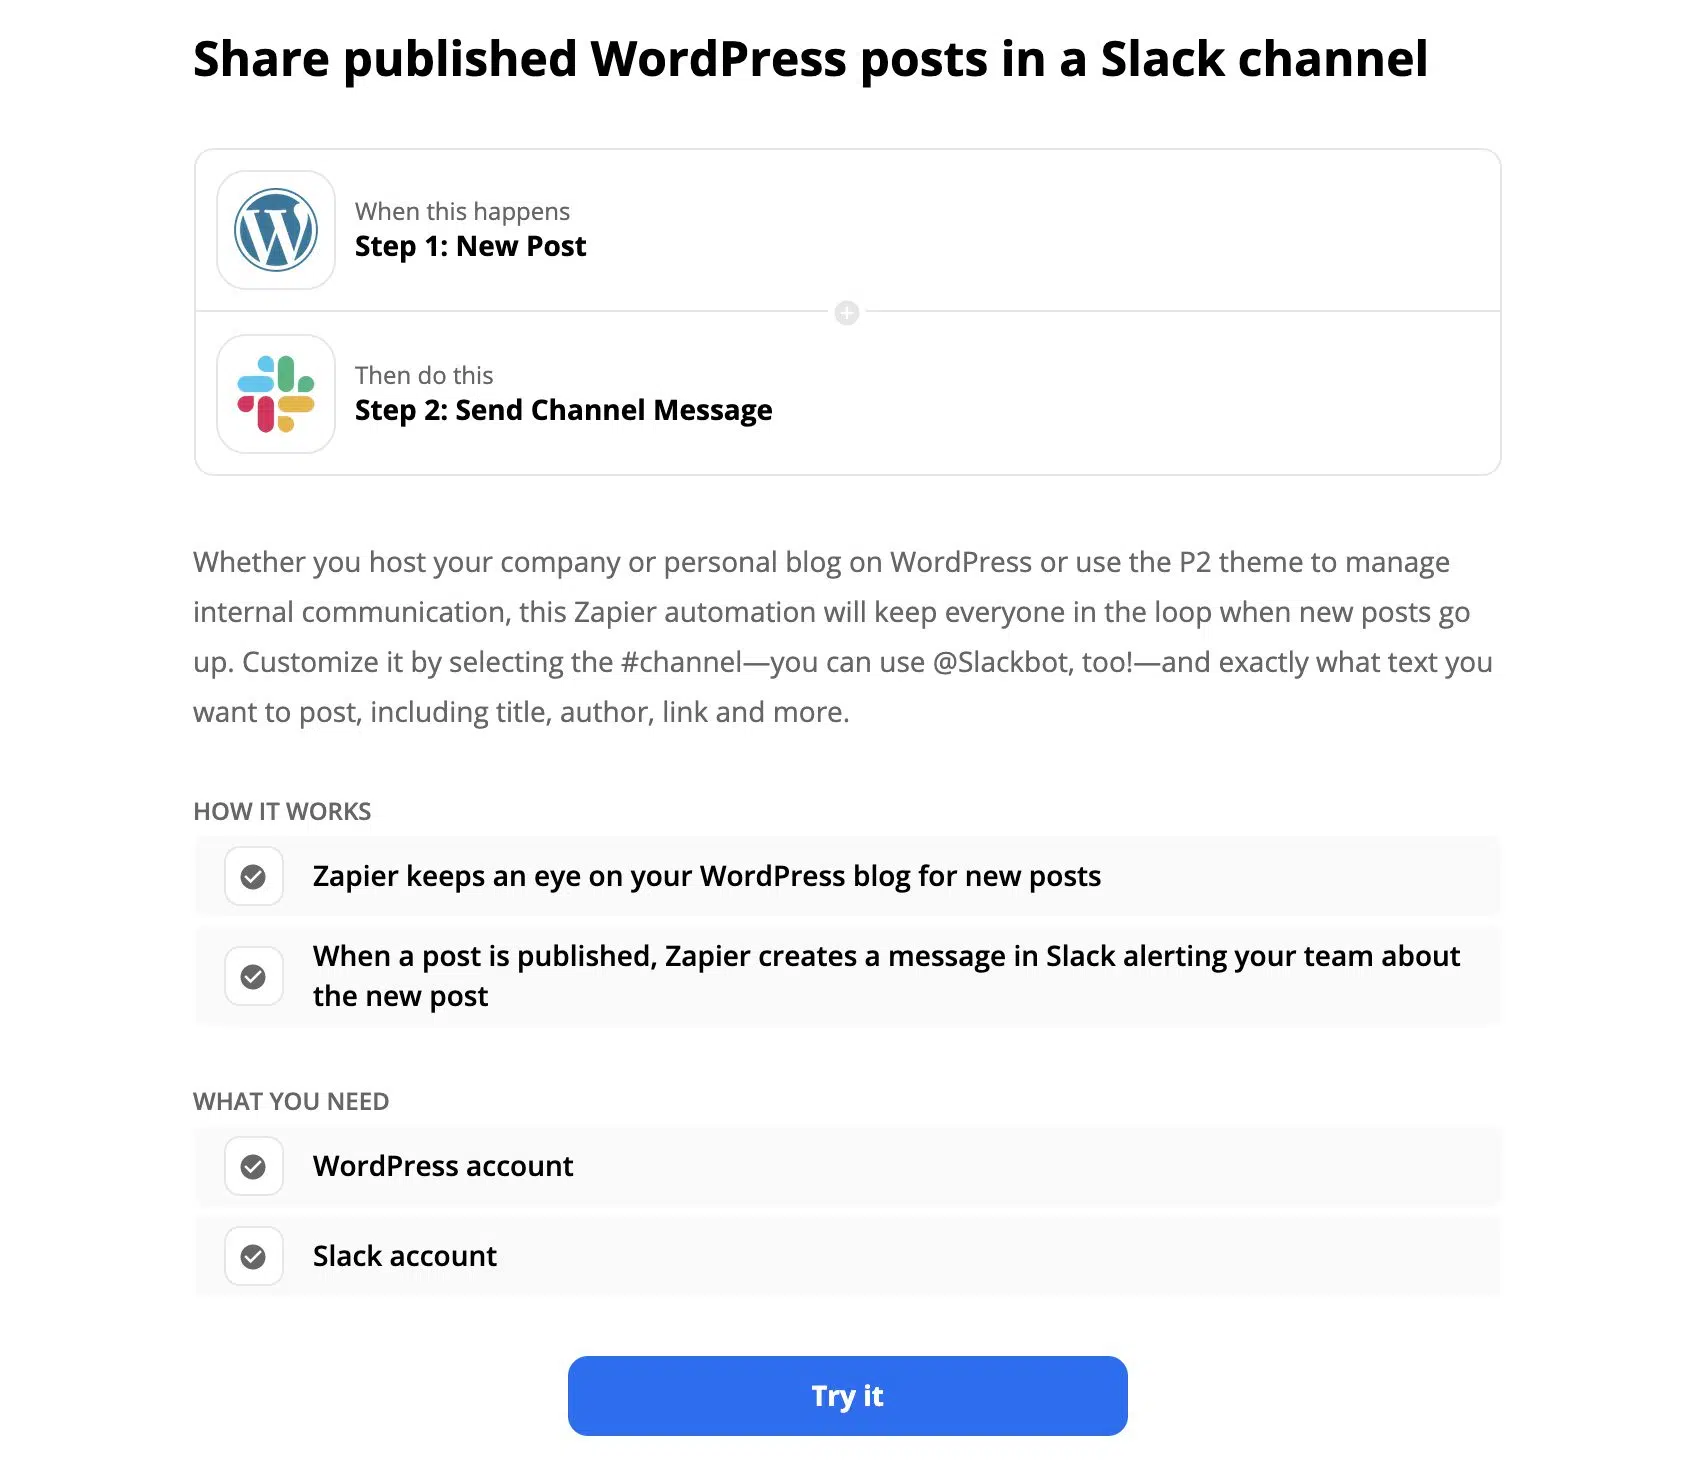 Share published WordPress posts in a Slack channel
When this happens
Step 1: New Post
Then do this
Step 2: Send Channel Message
Whether you host your company or personal blog on WordPress or use the P2 theme to manage
internal communication, this Zapier automation will keep everyone in the loop when new posts go
up. Customize it by selecting the #channel—you can use @Slackbot, too!—and exactly what text you
want to post, including title, author, link and more.
HOW IT WORKS
Zapier keeps an eye on your WordPress blog for new posts
When a post is published, Zapier creates a message in Slack alerting your team about
the new post
WHAT YOU NEED
WordPress account
Slack account
Try it